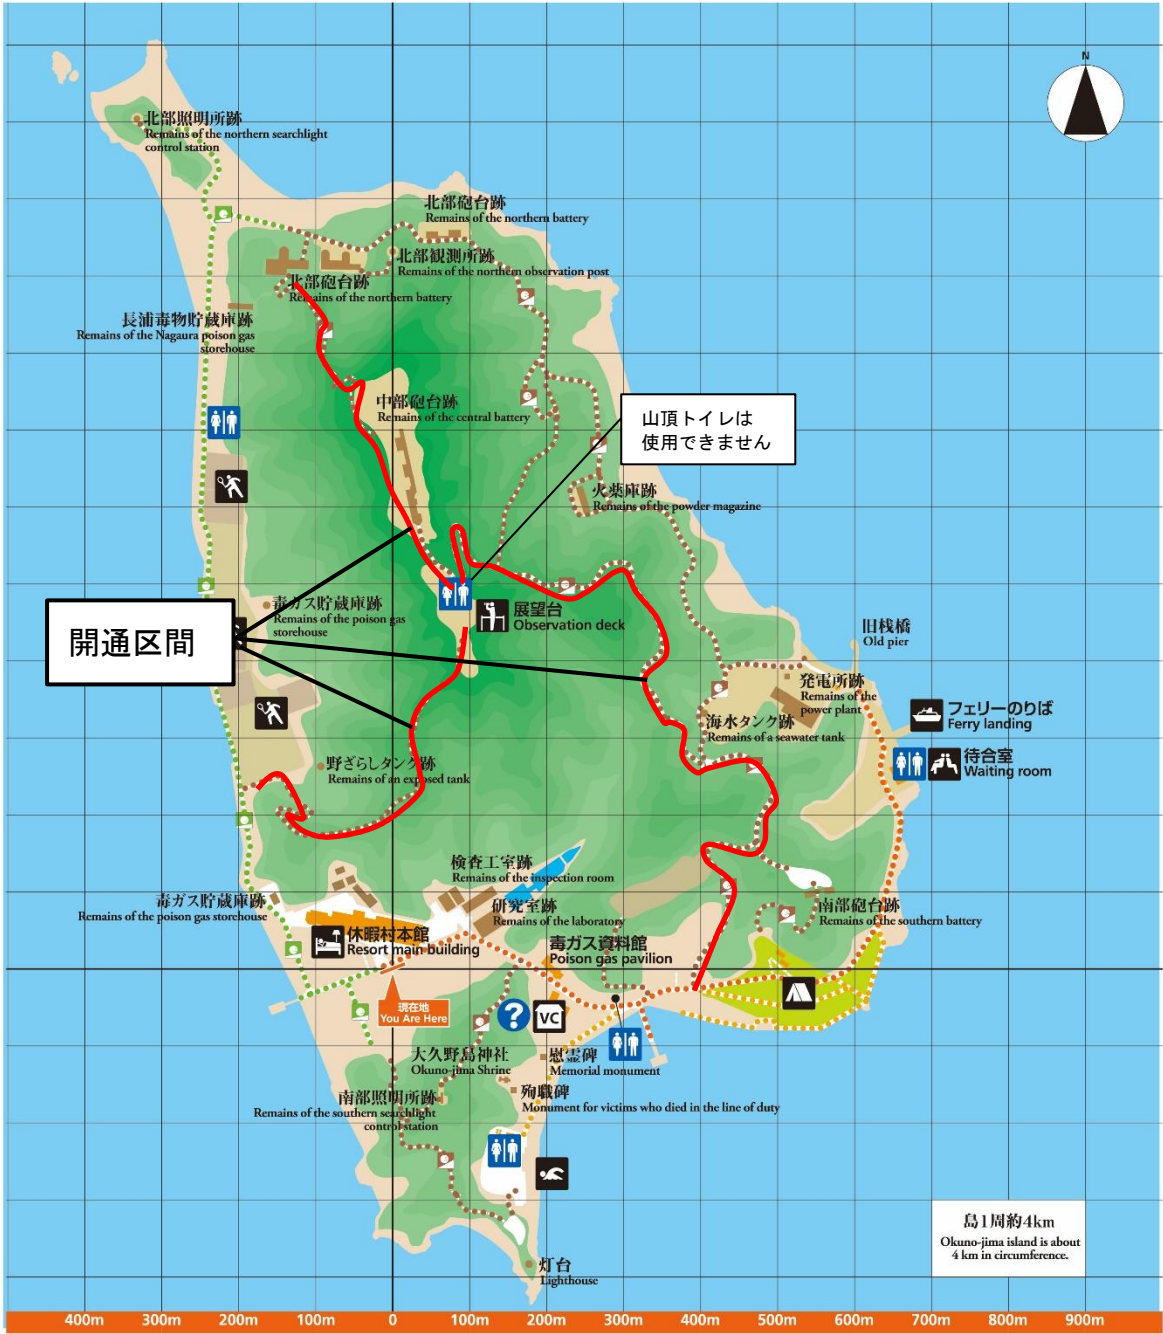 N
北部照明所跡
Remains of the northern searchlight
control station
北部砲台跡
Remains of the northern battery
北部観測所跡
Remains of the northern observation post
北部砲台跡
Remains of the northern battery
長浦毒物貯蔵庫跡
Remains of the Nagaura poison gas
storehouse
中部砲台跡
Remains of the central battery
山頂トイレは
使用できません
火薬庫跡
Remains of the powder magazine
毒ガス貯蔵庫跡
Remains of the poison gas
storehouse
展望台
Observation deck
開通区間
旧桟橋
Old pier
発電所跡
Remains of the
power plant
フェリーのりば
Ferry landing
海水タンク跡
Remains of a seawater tank
待合室
Waiting room
野ざらしタンク跡
Remains of an exposed tank
検査工室跡
Remains of the inspection room
毒ガス貯蔵庫跡
Remains of the poison gas storehouse
研究室跡
Remains of the laboratory
南部砲台跡
Remains of the southern battery
休暇村本館
Resort main building
毒ガス資料館
Poison gas pavilion
現在地
You Are Here
?
VC
大久野島神社
Okuno-jima Shrine
慰霊碑
Memorial monument
殉職碑
Monument for victims who died in the line of duty
南部照明所跡
Remains of the southern searchlight
control station
灯台
Lighthouse
島1周約4km
Okuno-jima island is about
4 km in circumference.
400m 300m 200m 100m 0 100m 200m 300m 400m 500m 600m 700m 800m 900m